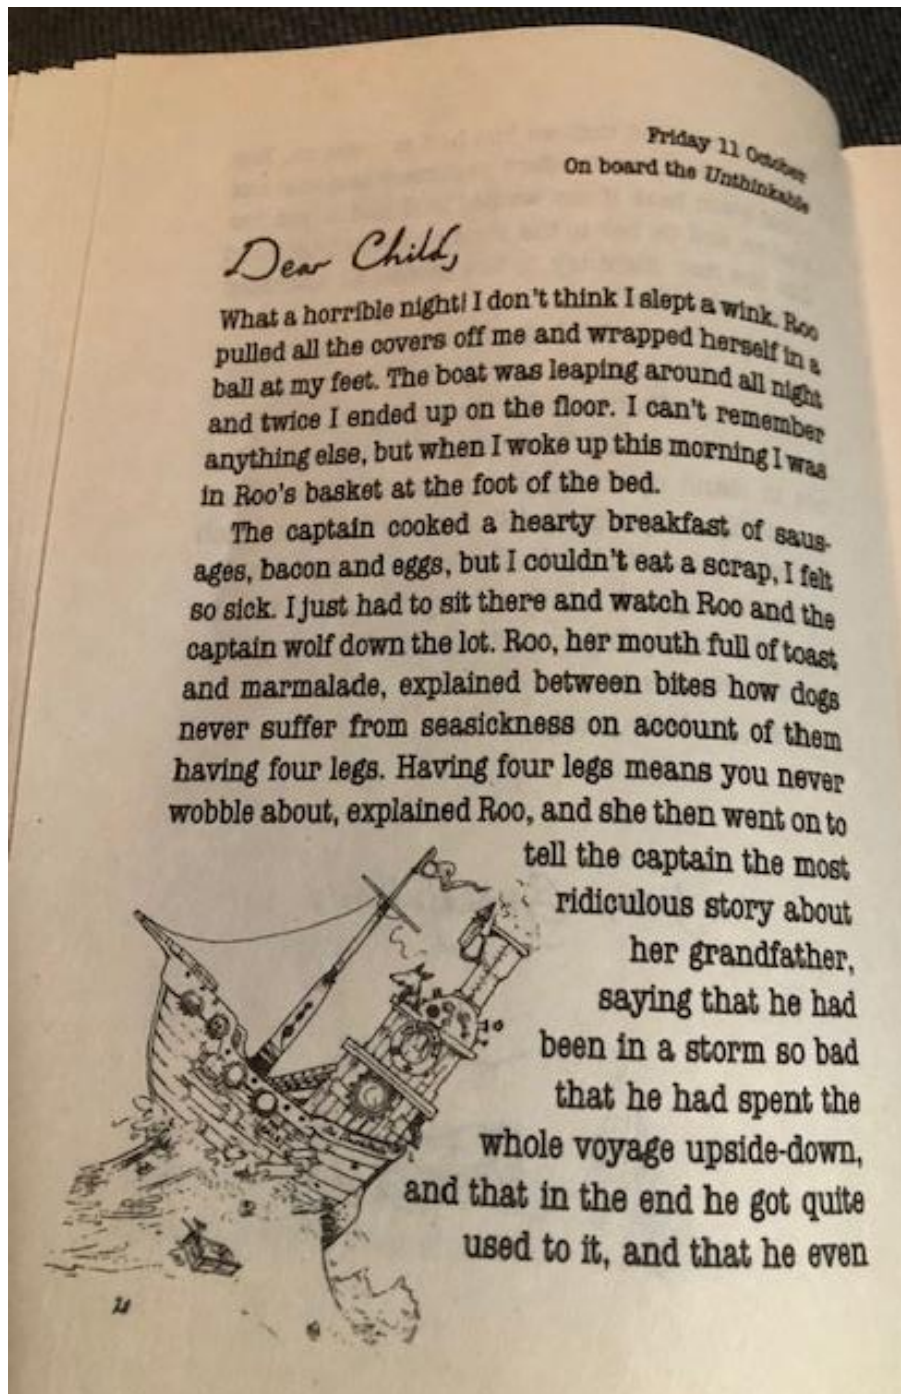 Friday 11 October
On board the Unthinkable
Dear Child,
What a horrible night! I don't think I slept a wink. Roo
pulled all the covers off me and wrapped herself in a
ball at my feet. The boat was leaping around all night
and twice I ended up on the floor. I can't remember
anything else, but when I woke up this morning I was
in Roo's basket at the foot of the bed.
The captain cooked a hearty breakfast of saus-
ages, bacon and eggs, but I couldn't eat a scrap, I felt
so sick. I just had to sit there and watch Roo and the
captain wolf down the lot. Roo, her mouth full of toast
and marmalade, explained between bites how dogs
never suffer from seasickness on account of them
having four legs. Having four legs means you never
wobble about, explained Roo, and she then went on to
tell the captain the most
ridiculous story about
her grandfather,
saying that he had
been in a storm so bad
that he had spent the
whole voyage upside-down,
and that in the end he got quite
used to it, and that he even